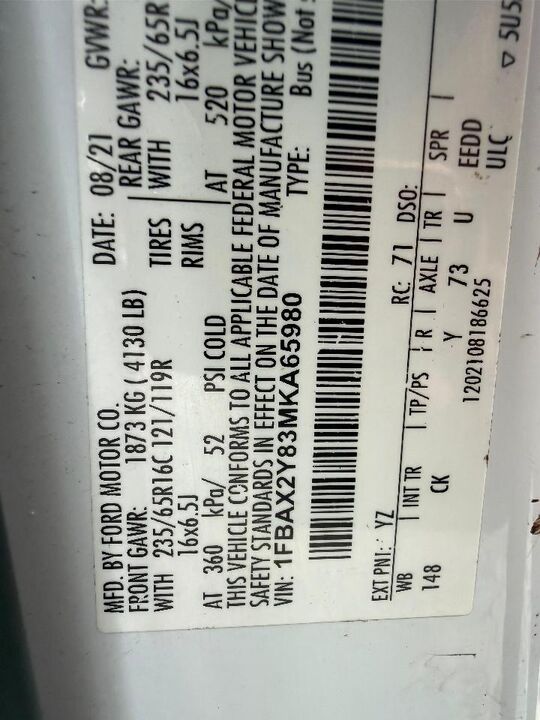 MFD. BY FORD MOTOR CO. DATE: 08/21 GVWR:
FRONT GAWR: 1873 KG ( 4130 LB) REAR GAWR:
WITH 235/65R16C 121/119R TIRES WITH 235/65R
16x6.5J RIMS 16x6.5J
AT 360 kPa/ 52 PSI COLD AT 520 kPa/
THIS VEHICLE CONFORMS TO ALL APPLICABLE FEDERAL MOTOR VEHIC
SAFETY STANDARDS IN EFFECT ON THE DATE OF MANUFACTURE SHOW
VIN: 1FBAX2Y83MKA65980 TYPE: Bus (Not
EXT PNT: YZ RC: 71 DSO:
WB | INT TR | TP/PS | R | AXLE | TR | SPR |
148 CK Y 73 U EEDD
1202108186625 ULC 5U5